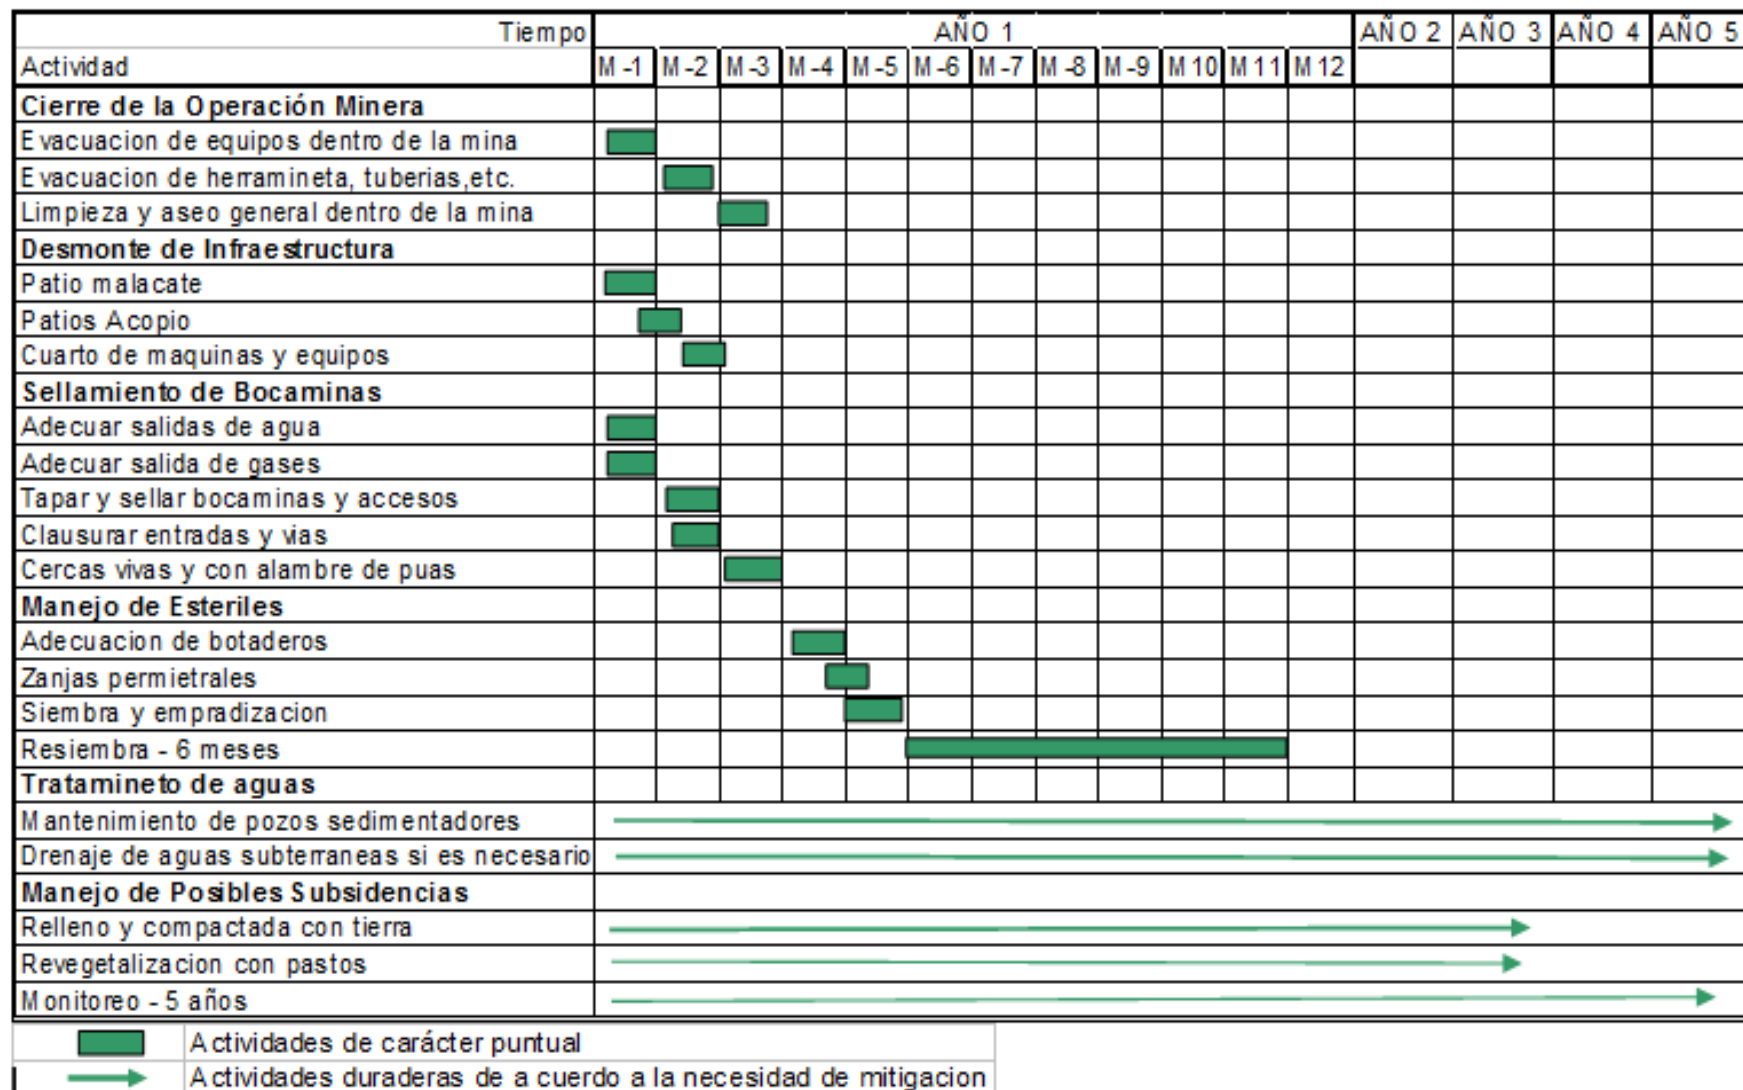 Tiempo AÑO 1 AÑO 2 AÑO 3 AÑO 4 AÑO 5
Actividad M -1 M -2 M -3 M -4 M -5 M -6 M -7 M -8 M -9 M 10 M 11 M 12
Cierre de la Operación Minera
Evacuacion de equipos dentro de la mina
Evacuacion de herramineta, tuberias,etc.
Limpieza y aseo general dentro de la mina
Desmonte de Infraestructura
Patio malacate
Patios Acopio
Cuarto de maquinas y equipos
Sellamiento de Bocaminas
Adecuar salidas de agua
Adecuar salida de gases
Tapar y sellar bocaminas y accesos
Clausurar entradas y vias
Cercas vivas y con alambre de puas
Manejo de Esteriles
Adecuacion de botaderos
Zanjas permietrales
Siembra y empradizacion
Resiembra - 6 meses
Tratamineto de aguas
Mantenimiento de pozos sedimentadores
Drenaje de aguas subterraneas si es necesario
Manejo de Posibles Subsidencias
Relleno y compactada con tierra
Revegetalizacion con pastos
Monitoreo - 5 años
Actividades de carácter puntual
Actividades duraderas de a cuerdo a la necesidad de mitigacion